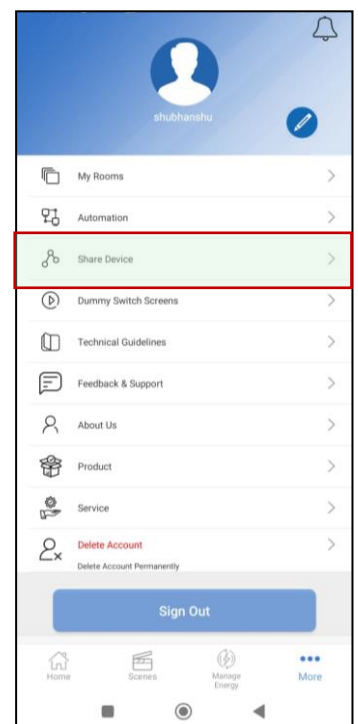 shubhanshu
My Rooms
Automation
Share Device
Dummy Switch Screens
Technical Guidelines
Feedback & Support
About Us
Product
Service
Delete Account
Delete Account Permanently
Sign Out
Home
Scenes
Manage
Energy
More